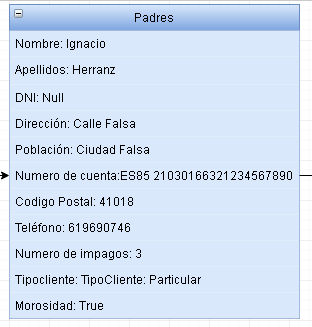 Padres
Nombre: Ignacio
Apellidos: Herranz
DNI: Null
Dirección: Calle Falsa
Población: Ciudad Falsa
Numero de cuenta:ES85 21030166321234567890
Codigo Postal: 41018
Teléfono: 619690746
Numero de impagos: 3
Tipocliente: TipoCliente: Particular
Morosidad: True